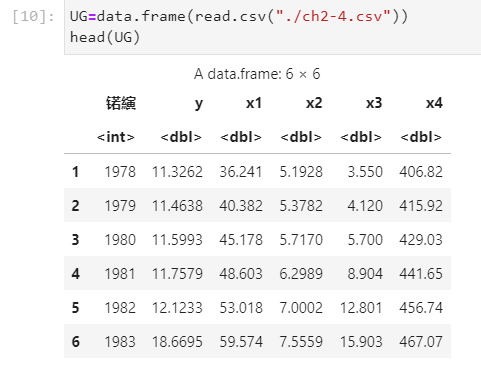 [10]:
UG=data.frame(read.csv("./ch2-4.csv"))
head(UG)
A data.frame: 6 × 6
锘縯 y x1 x2 x3 x4
<int> <dbl> <dbl> <dbl> <dbl> <dbl>
1 1978 11.3262 36.241 5.1928 3.550 406.82
2 1979 11.4638 40.382 5.3782 4.120 415.92
3 1980 11.5993 45.178 5.7170 5.700 429.03
4 1981 11.7579 48.603 6.2989 8.904 441.65
5 1982 12.1233 53.018 7.0002 12.801 456.74
6 1983 18.6695 59.574 7.5559 15.903 467.07